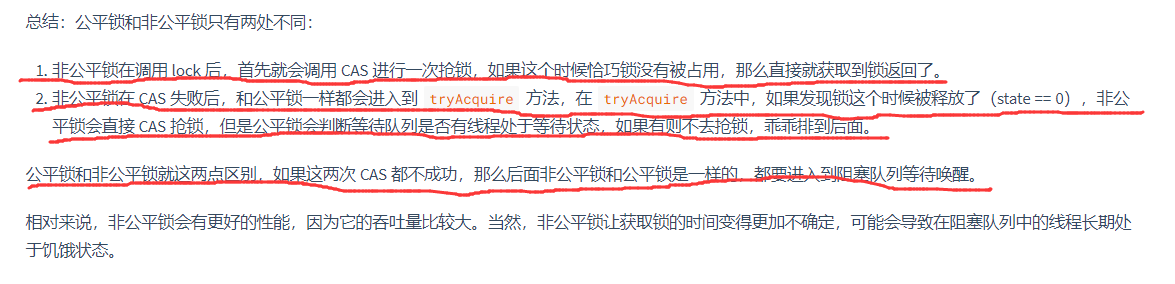 总结：公平锁和非公平锁只有两处不同：
1. 非公平锁在调用 lock 后，首先就会调用 CAS 进行一次抢锁，如果这个时候恰巧锁没有被占用，那么直接就获取到锁返回了。
2. 非公平锁在 CAS 失败后，和公平锁一样都会进入到 tryAcquire 方法，在 tryAcquire 方法中，如果发现锁这个时候被释放了（state == 0），非公
平锁会直接 CAS 抢锁，但是公平锁会判断等待队列是否有线程处于等待状态，如果有则不去抢锁，乖乖排到后面。
公平锁和非公平锁就这两点区别，如果这两次 CAS 都不成功，那么后面非公平锁和公平锁是一样的，都要进入到阻塞队列等待唤醒。
相对来说，非公平锁会有更好的性能，因为它的吞吐量比较大。当然，非公平锁让获取锁的时间变得更加不确定，可能会导致在阻塞队列中的线程长期处
于饥饿状态。